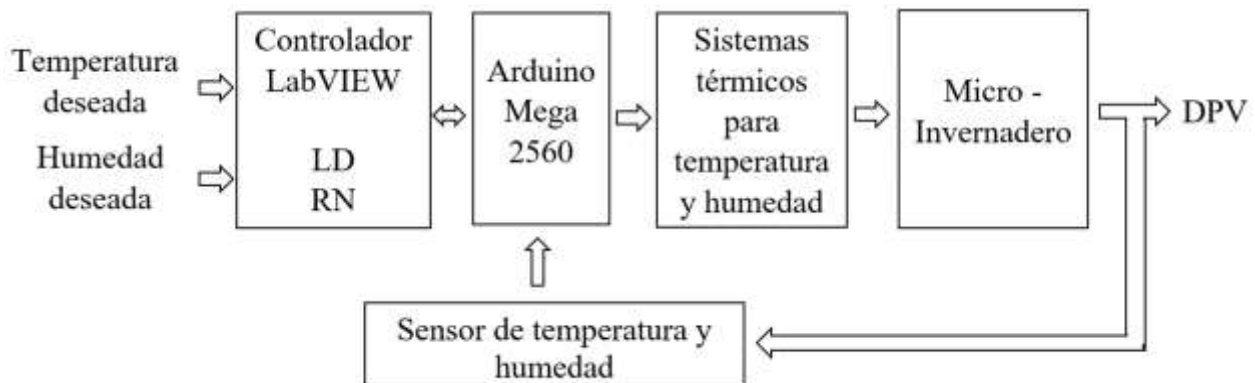 Temperatura
deseada
Humedad
deseada
Controlador
LabVIEW
LD
RN
Arduino
Mega
2560
Sistemas
térmicos
para
temperatura
y humedad
Micro -
Invernadero
DPV
Sensor de temperatura y
humedad